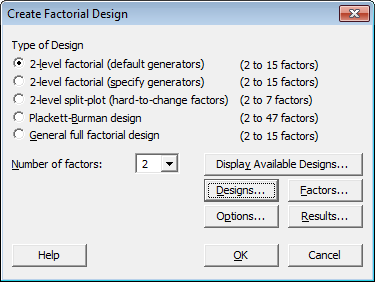 Create Factorial Design
Type of Design
2-level factorial (default generators) (2 to 15 factors)
2-level factorial (specify generators) (2 to 15 factors)
2-level split-plot (hard-to-change factors) (2 to 7 factors)
Plackett-Burman design (2 to 47 factors)
General full factorial design (2 to 15 factors)
Number of factors: 2 Display Available Designs...
Designs... Factors...
Options... Results...
Help OK Cancel